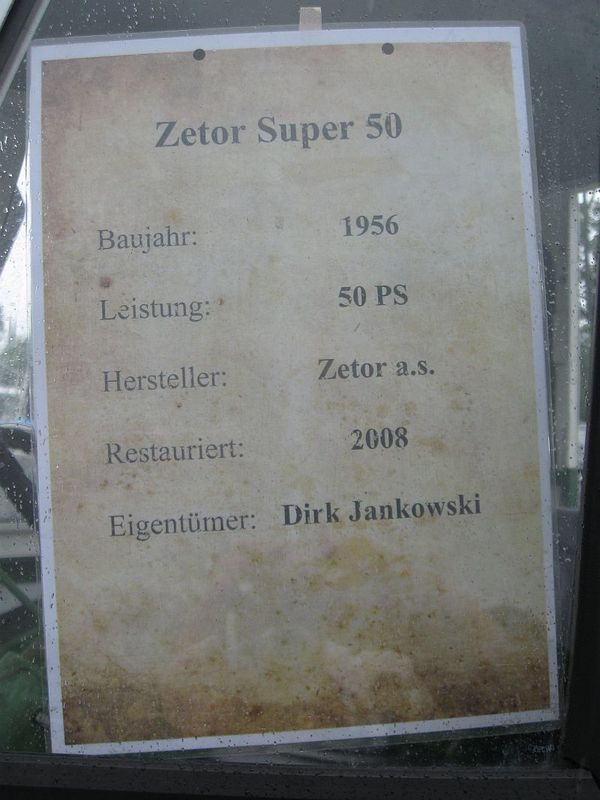 Zetor Super 50
Baujahr: 1956
Leistung: 50 PS
Hersteller: Zetor a.s.
Restauriert: 2008
Eigentümer: Dirk Jankowski